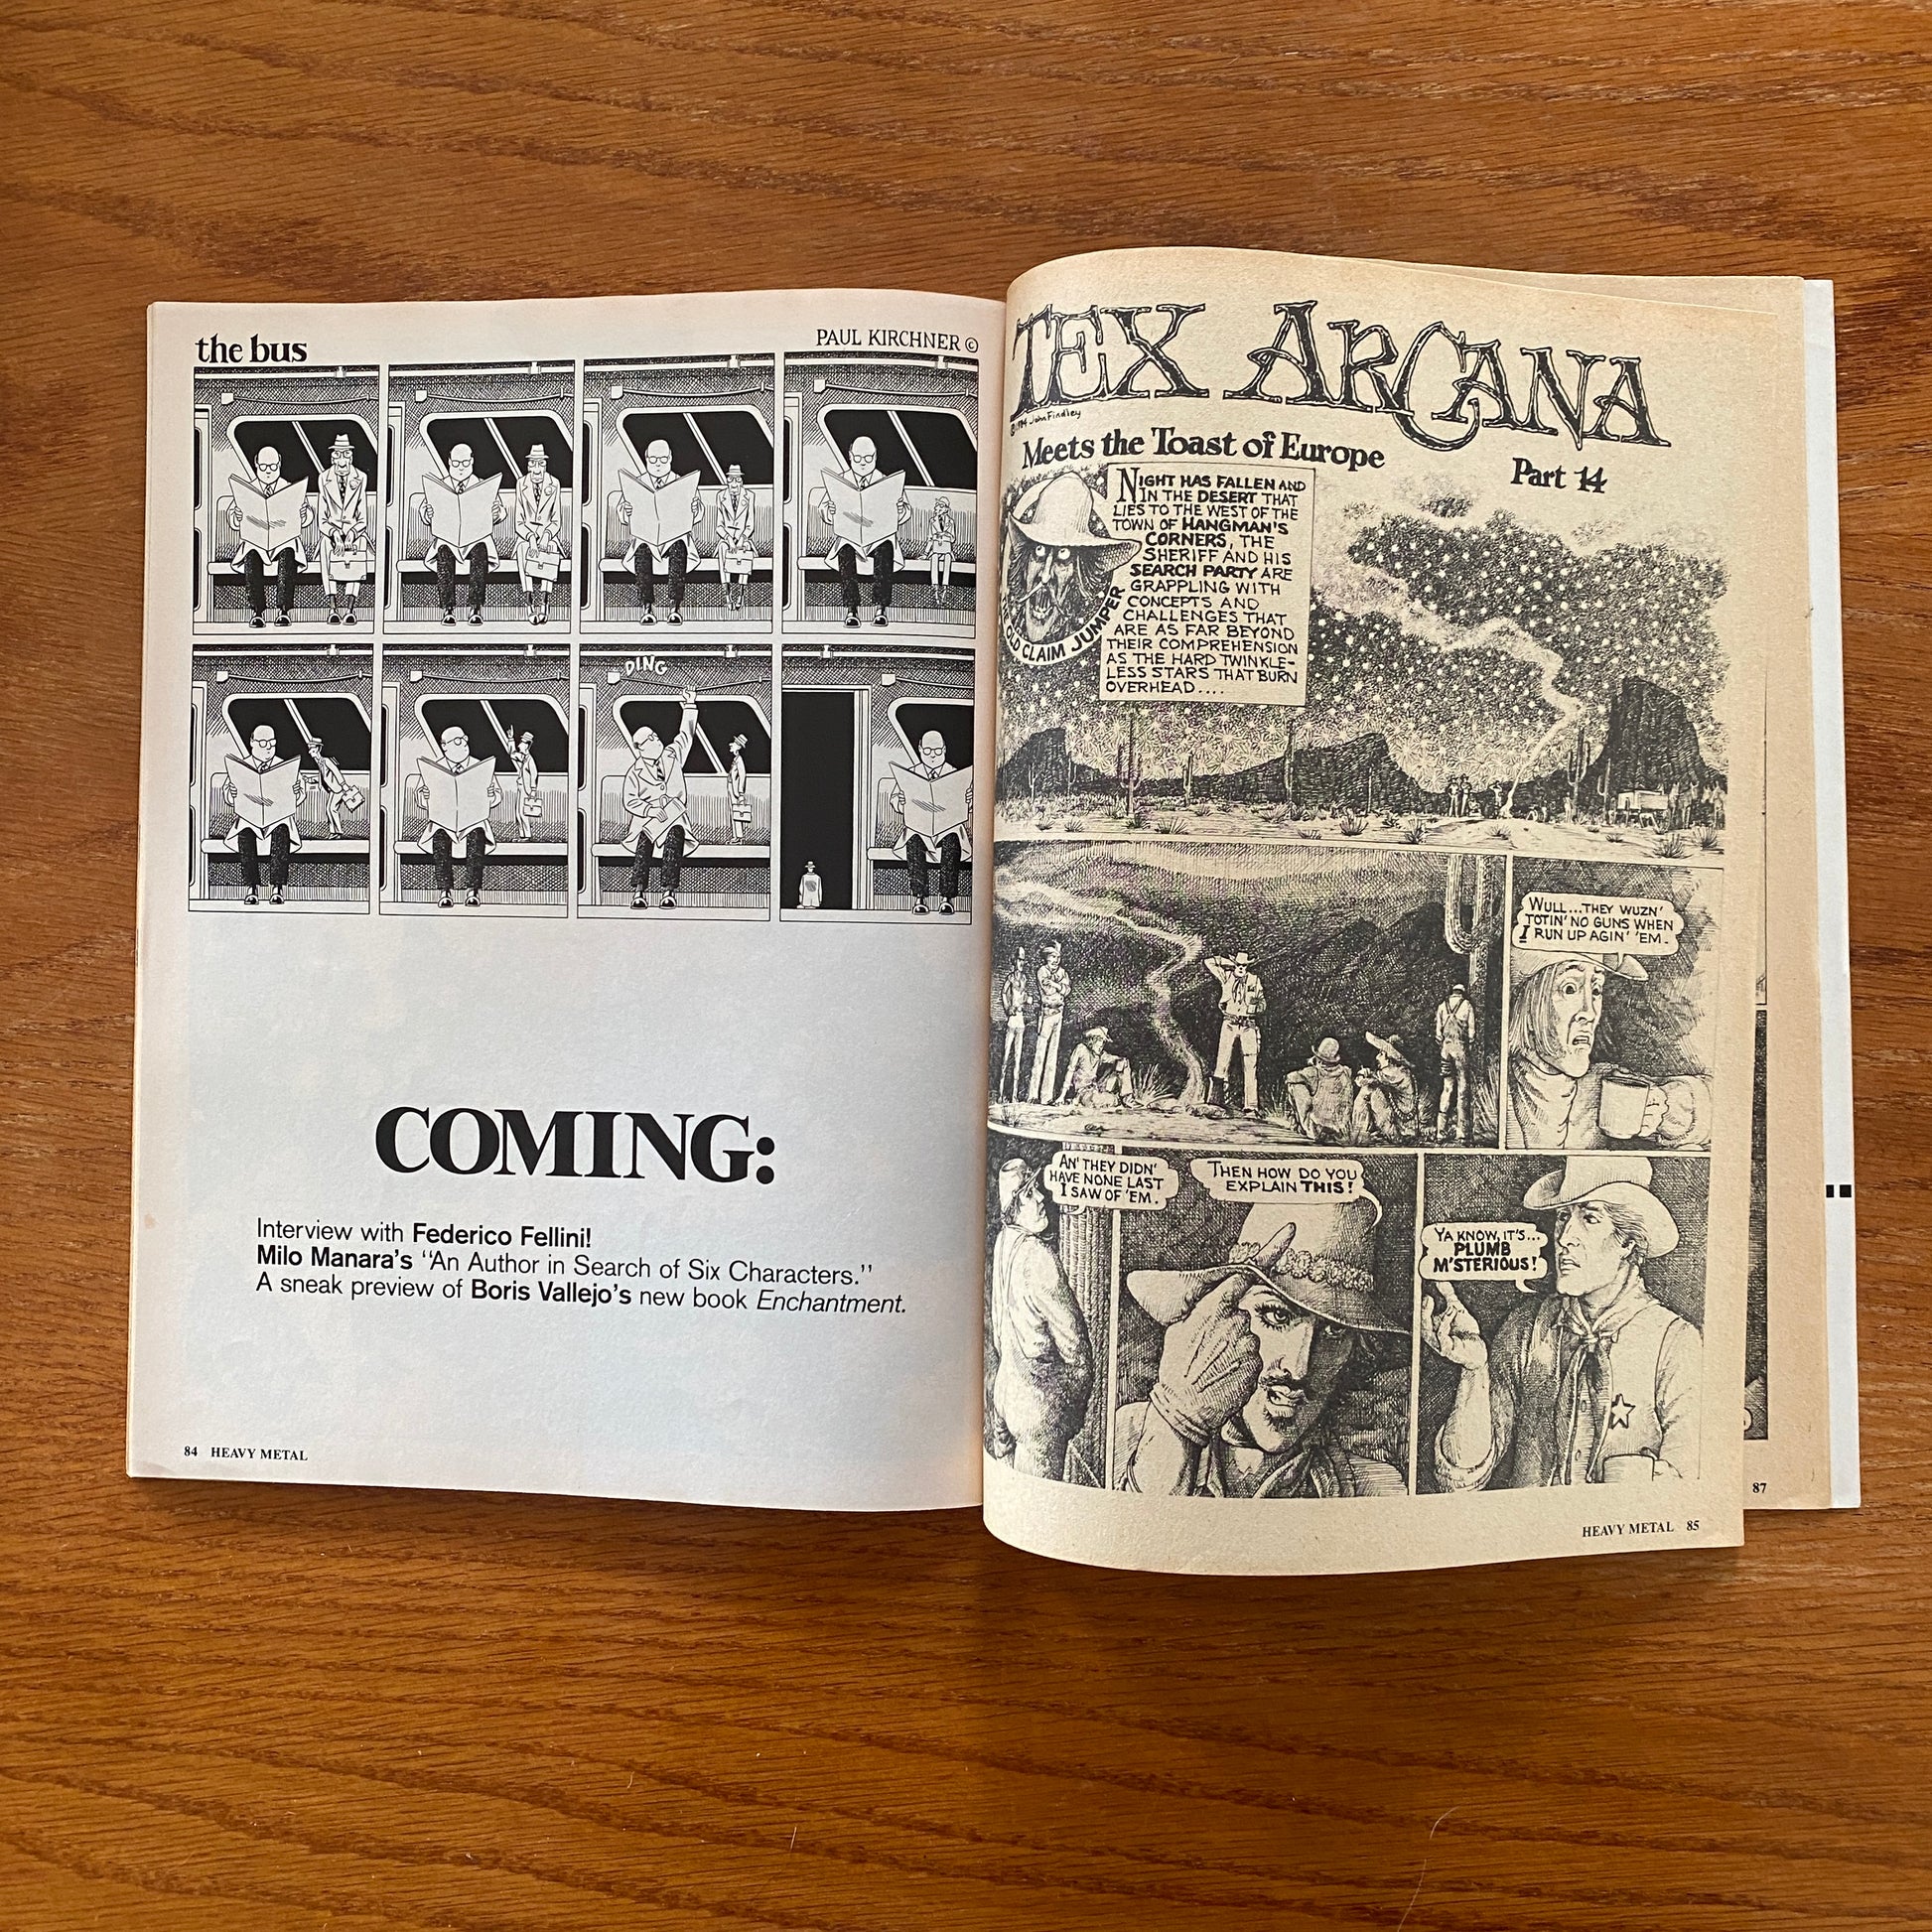 the bus
PAUL KIRCHNER ©
DING
COMING:
Interview with Federico Fellini!
Milo Manara's "An Author in Search of Six Characters."
A sneak preview of Boris Vallejo's new book Enchantment.
84 HEAVY METAL
TEX ARCANA
©1984 John Findley
Meets the Toast of Europe
Part 14
NIGHT HAS FALLEN AND
IN THE DESERT THAT
LIES TO THE WEST OF THE
TOWN OF HANGMAN'S
CORNERS, THE
SHERIFF AND HIS
SEARCH PARTY ARE
GRAPPLING WITH
CONCEPTS AND
CHALLENGES THAT
ARE AS FAR BEYOND
THEIR COMPREHENSION
AS THE HARD TWINKLE-
LESS STARS THAT BURN
OVERHEAD....
OLD CLAIM JUMPER
WULL...THEY WUZN'
TOTIN' NO GUNS WHEN
I RUN UP AGIN' 'EM.
AN' THEY DIDN'
HAVE NONE LAST
I SAW OF 'EM.
THEN HOW DO YOU
EXPLAIN THIS!
YA KNOW, IT'S...
PLUMB
M'STERIOUS!
HEAVY METAL 85
87